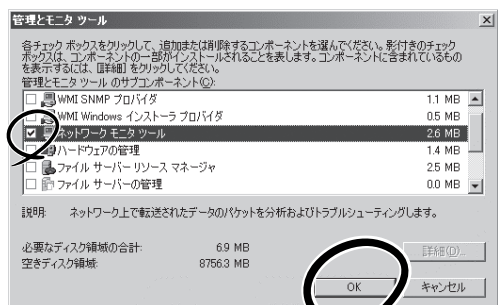 管理とモニタ ツール
各チェック ボックスをクリックして、追加または削除するコンポーネントを選んでください。影付きのチェック
ボックスは、コンポーネントの一部がインストールされることを表します。コンポーネントに含まれているもの
を表示するには、[詳細] をクリックしてください。
管理とモニタ ツール のサブコンポーネント(C):
WMI SNMP プロバイダ 1.1 MB
WMI Windows インストーラ プロバイダ 0.5 MB
ネットワーク モニタ ツール 2.6 MB
ハードウェアの管理 1.4 MB
ファイル サーバー リソース マネージャ 2.5 MB
ファイル サーバーの管理 0.0 MB
説明: ネットワーク上で転送されたデータのパケットを分析およびトラブルシューティングします。
必要なディスク領域の合計: 6.9 MB
詳細(D)...
空きディスク領域: 8756.3 MB
OK
キャンセル